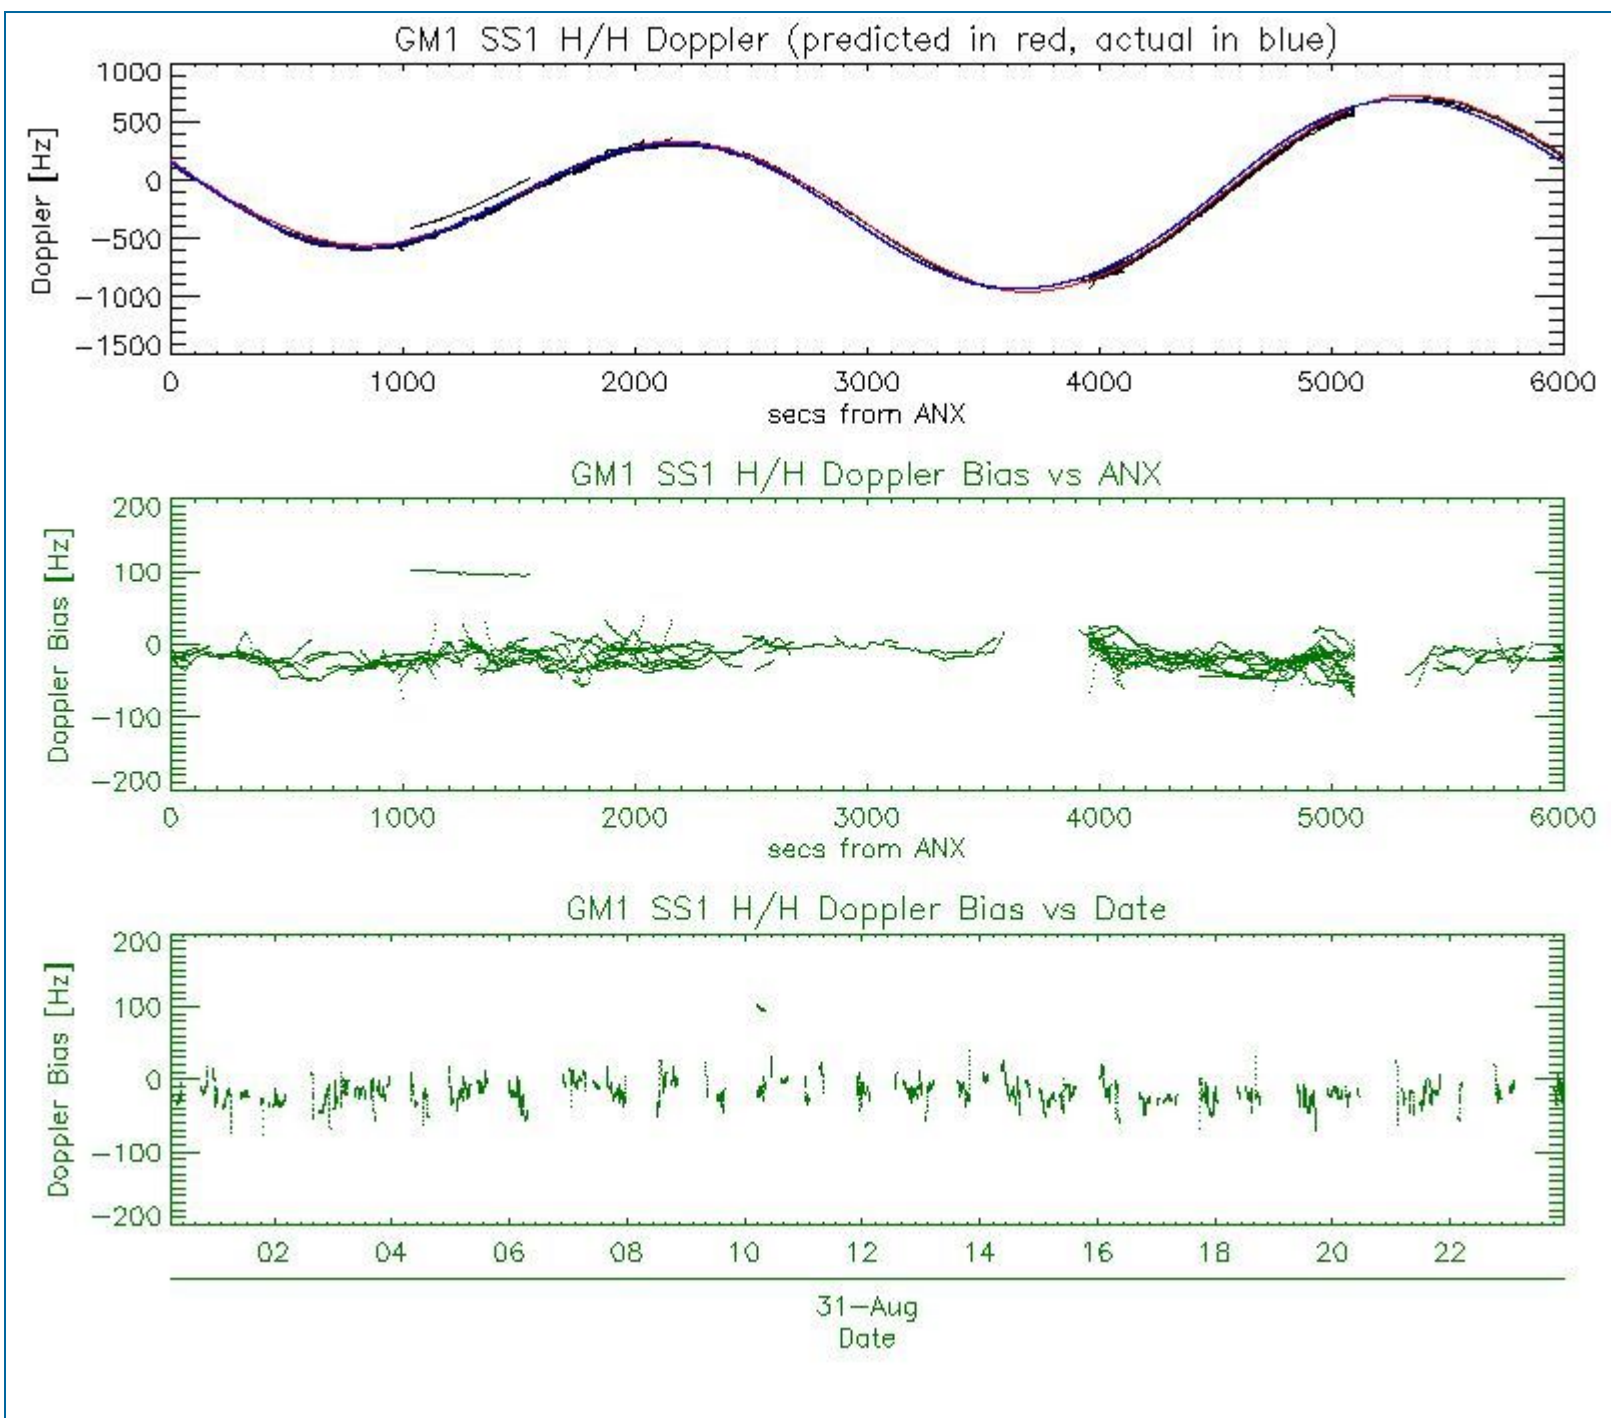 GM1 SS1 H/H Doppler (predicted in red, actual in blue)
Doppler [Hz]
1000
500
0
−500
−1000
−1500
0 1000 2000 3000 4000 5000 6000
secs from ANX
GM1 SS1 H/H Doppler Bias vs ANX
Doppler Bias [Hz]
200
100
0
−100
−200
0 1000 2000 3000 4000 5000 6000
secs from ANX
GM1 SS1 H/H Doppler Bias vs Date
Doppler Bias [Hz]
200
100
0
−100
−200
02 04 06 08 10 12 14 16 18 20 22
31−Aug
Date